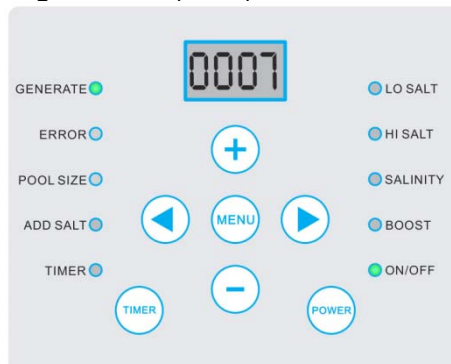 0007
GENERATE
LO SALT
ERROR
HI SALT
+
POOL SIZE
SALINITY
MENU
ADD SALT
BOOST
TIMER
ON/OFF
−
TIMER
POWER